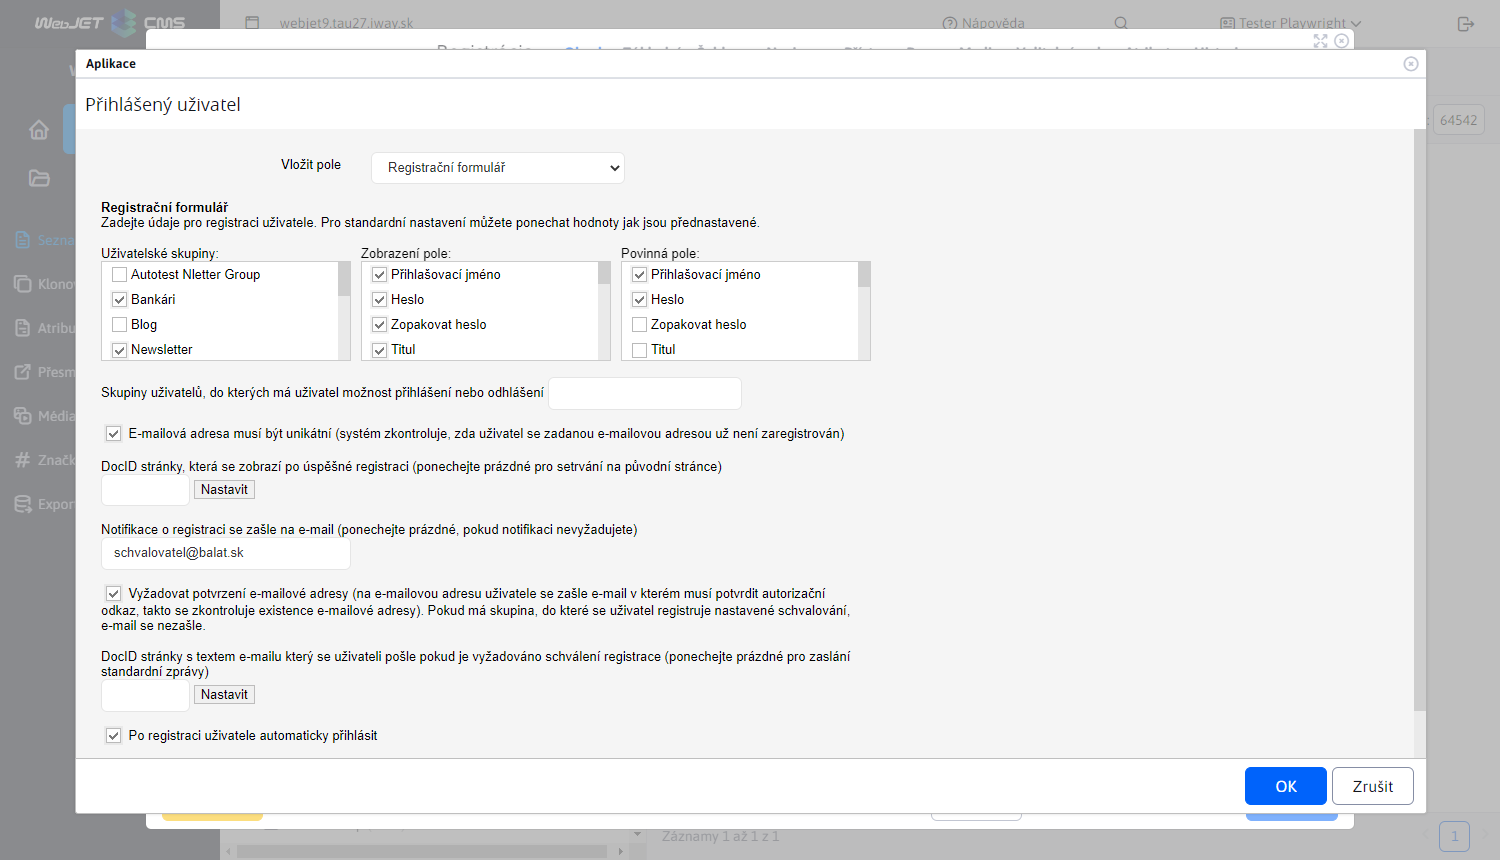 WebJET CMS
webjet9.tau27.iway.sk
Nápověda
Tester Playwright
Aplikace
Přihlášený uživatel
64542
Vložit pole
Registrační formulář
Registrační formulář
Zadejte údaje pro registraci uživatele. Pro standardní nastavení můžete ponechat hodnoty jak jsou přednastavené.
Uživatelské skupiny: Zobrazení pole: Povinná pole:
Autotest Nletter Group Přihlašovací jméno Přihlašovací jméno
Bankári Heslo Heslo
Blog Zopakovat heslo Zopakovat heslo
Newsletter Titul Titul
Sezna
Klonov
Atribu
Přesm
Média
Značk
Export
Skupiny uživatelů, do kterých má uživatel možnost přihlášení nebo odhlášení
E-mailová adresa musí být unikátní (systém zkontroluje, zda uživatel se zadanou e-mailovou adresou už není zaregistrován)
DocID stránky, která se zobrazí po úspěšné registraci (ponechejte prázdné pro setrvání na původní stránce)
Nastavit
Notifikace o registraci se zašle na e-mail (ponechejte prázdné, pokud notifikaci nevyžadujete)
schvalovatel@balat.sk
Vyžadovat potvrzení e-mailové adresy (na e-mailovou adresu uživatele se zašle e-mail v kterém musí potvrdit autorizační
odkaz, takto se zkontroluje existence e-mailové adresy). Pokud má skupina, do které se uživatel registruje nastavené schvalování,
e-mail se nezašle.
DocID stránky s textem e-mailu který se uživateli pošle pokud je vyžadováno schválení registrace (ponechejte prázdné pro zaslání
standardní zprávy)
Nastavit
Po registraci uživatele automaticky přihlásit
OK Zrušit
Záznamy 1 až 1 z 1
1